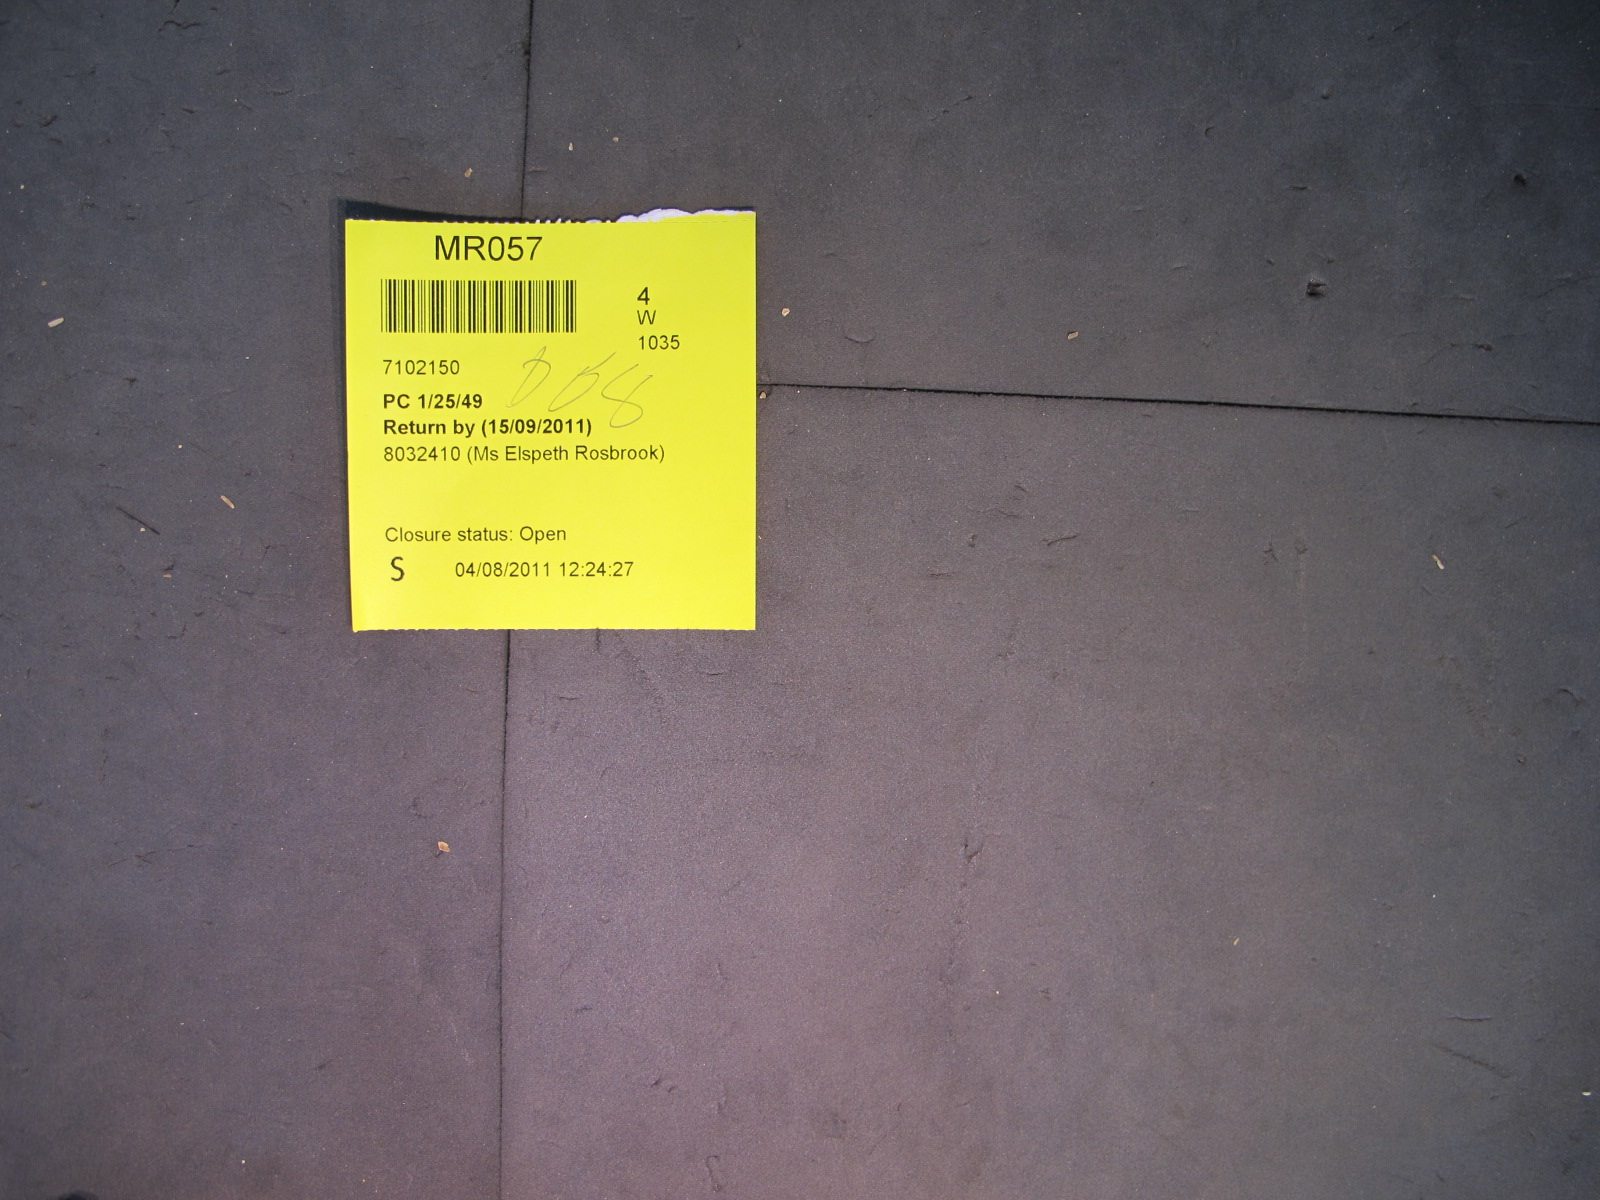 MR057
4
W
1035
7102150
PC 1/25/49
Return by (15/09/2011)
8032410 (Ms Elspeth Rosbrook)
Closure status: Open
S 04/08/2011 12:24:27